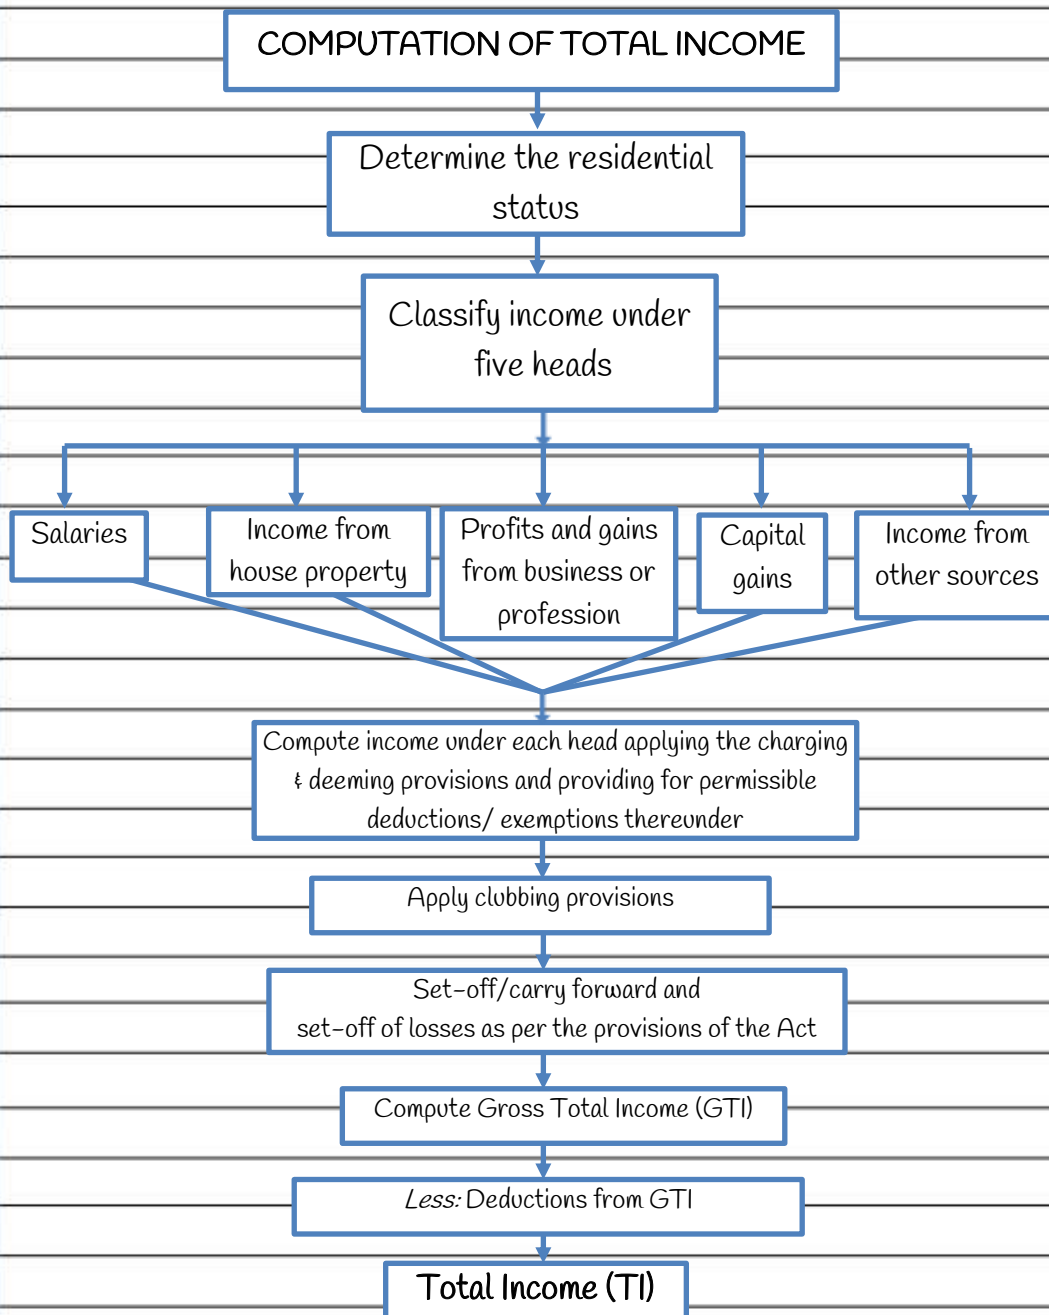 COMPUTATION OF TOTAL INCOME
Determine the residential
status
Classify income under
five heads
Salaries
Income from
house property
Profits and gains
from business or
profession
Capital
gains
Income from
other sources
Compute income under each head applying the charging
& deeming provisions and providing for permissible
deductions/ exemptions thereunder
Apply clubbing provisions
Set-off/carry forward and
set-off of losses as per the provisions of the Act
Compute Gross Total Income (GTI)
Less: Deductions from GTI
Total Income (TI)